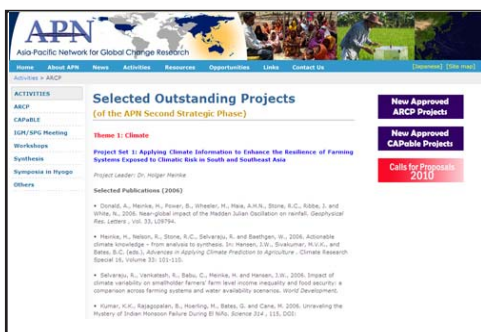 APN
Asia-Pacific Network for Global Change Research
Home About APN News Activities Resources Opportunities Links Contact Us [Japanese] [Site map]
Activities > ARCP
ACTIVITIES
ARCP
CAPaBLE
IGM/SPG Meeting
Workshops
Synthesis
Symposia in Hyogo
Others
Selected Outstanding Projects
(of the APN Second Strategic Phase)
Theme 1: Climate
Project Set 1: Applying Climate Information to Enhance the Resilience of Farming
Systems Exposed to Climatic Risk in South and Southeast Asia
Project Leader: Dr. Holger Meinke
Selected Publications (2006)
• Donald, A., Meinke, H., Power, B., Wheeler, M., Maia, A.H.N., Stone, R.C., Ribbe, J. and
White, N., 2006. Near-global impact of the Madden Julian Oscillation on rainfall. Geophysical
Res. Letters , Vol. 33, L09704.
• Meinke, H., Nelson, R., Stone, R.C., Selvaraju, R. and Baethgen, W., 2006. Actionable
climate knowledge - from analysis to synthesis. In: Hansen, J.W., Sivakumar, M.V.K., and
Bates, B.C. (eds.), Advances in Applying Climate Prediction to Agriculture . Climate Research
Special 16, Volume 33: 101-110.
• Selvaraju, R., Venkatesh, R., Babu, C., Meinke, H. and Hansen, J.W., 2006. Impact of
climate variability on smallholder farmers' farm level income inequality and food security: a
comparison across farming systems and water availability scenarios. World Development.
• Kumar, K.K., Rajagopalan, B., Hoerling, M., Bates, G. and Cane, M. 2006. Unraveling the
Mystery of Indian Monsoon Failure During El Niño. Science 314 , 115, DOI:
New Approved
ARCP Projects
New Approved
CAPable Projects
Calls for Proposals
2010